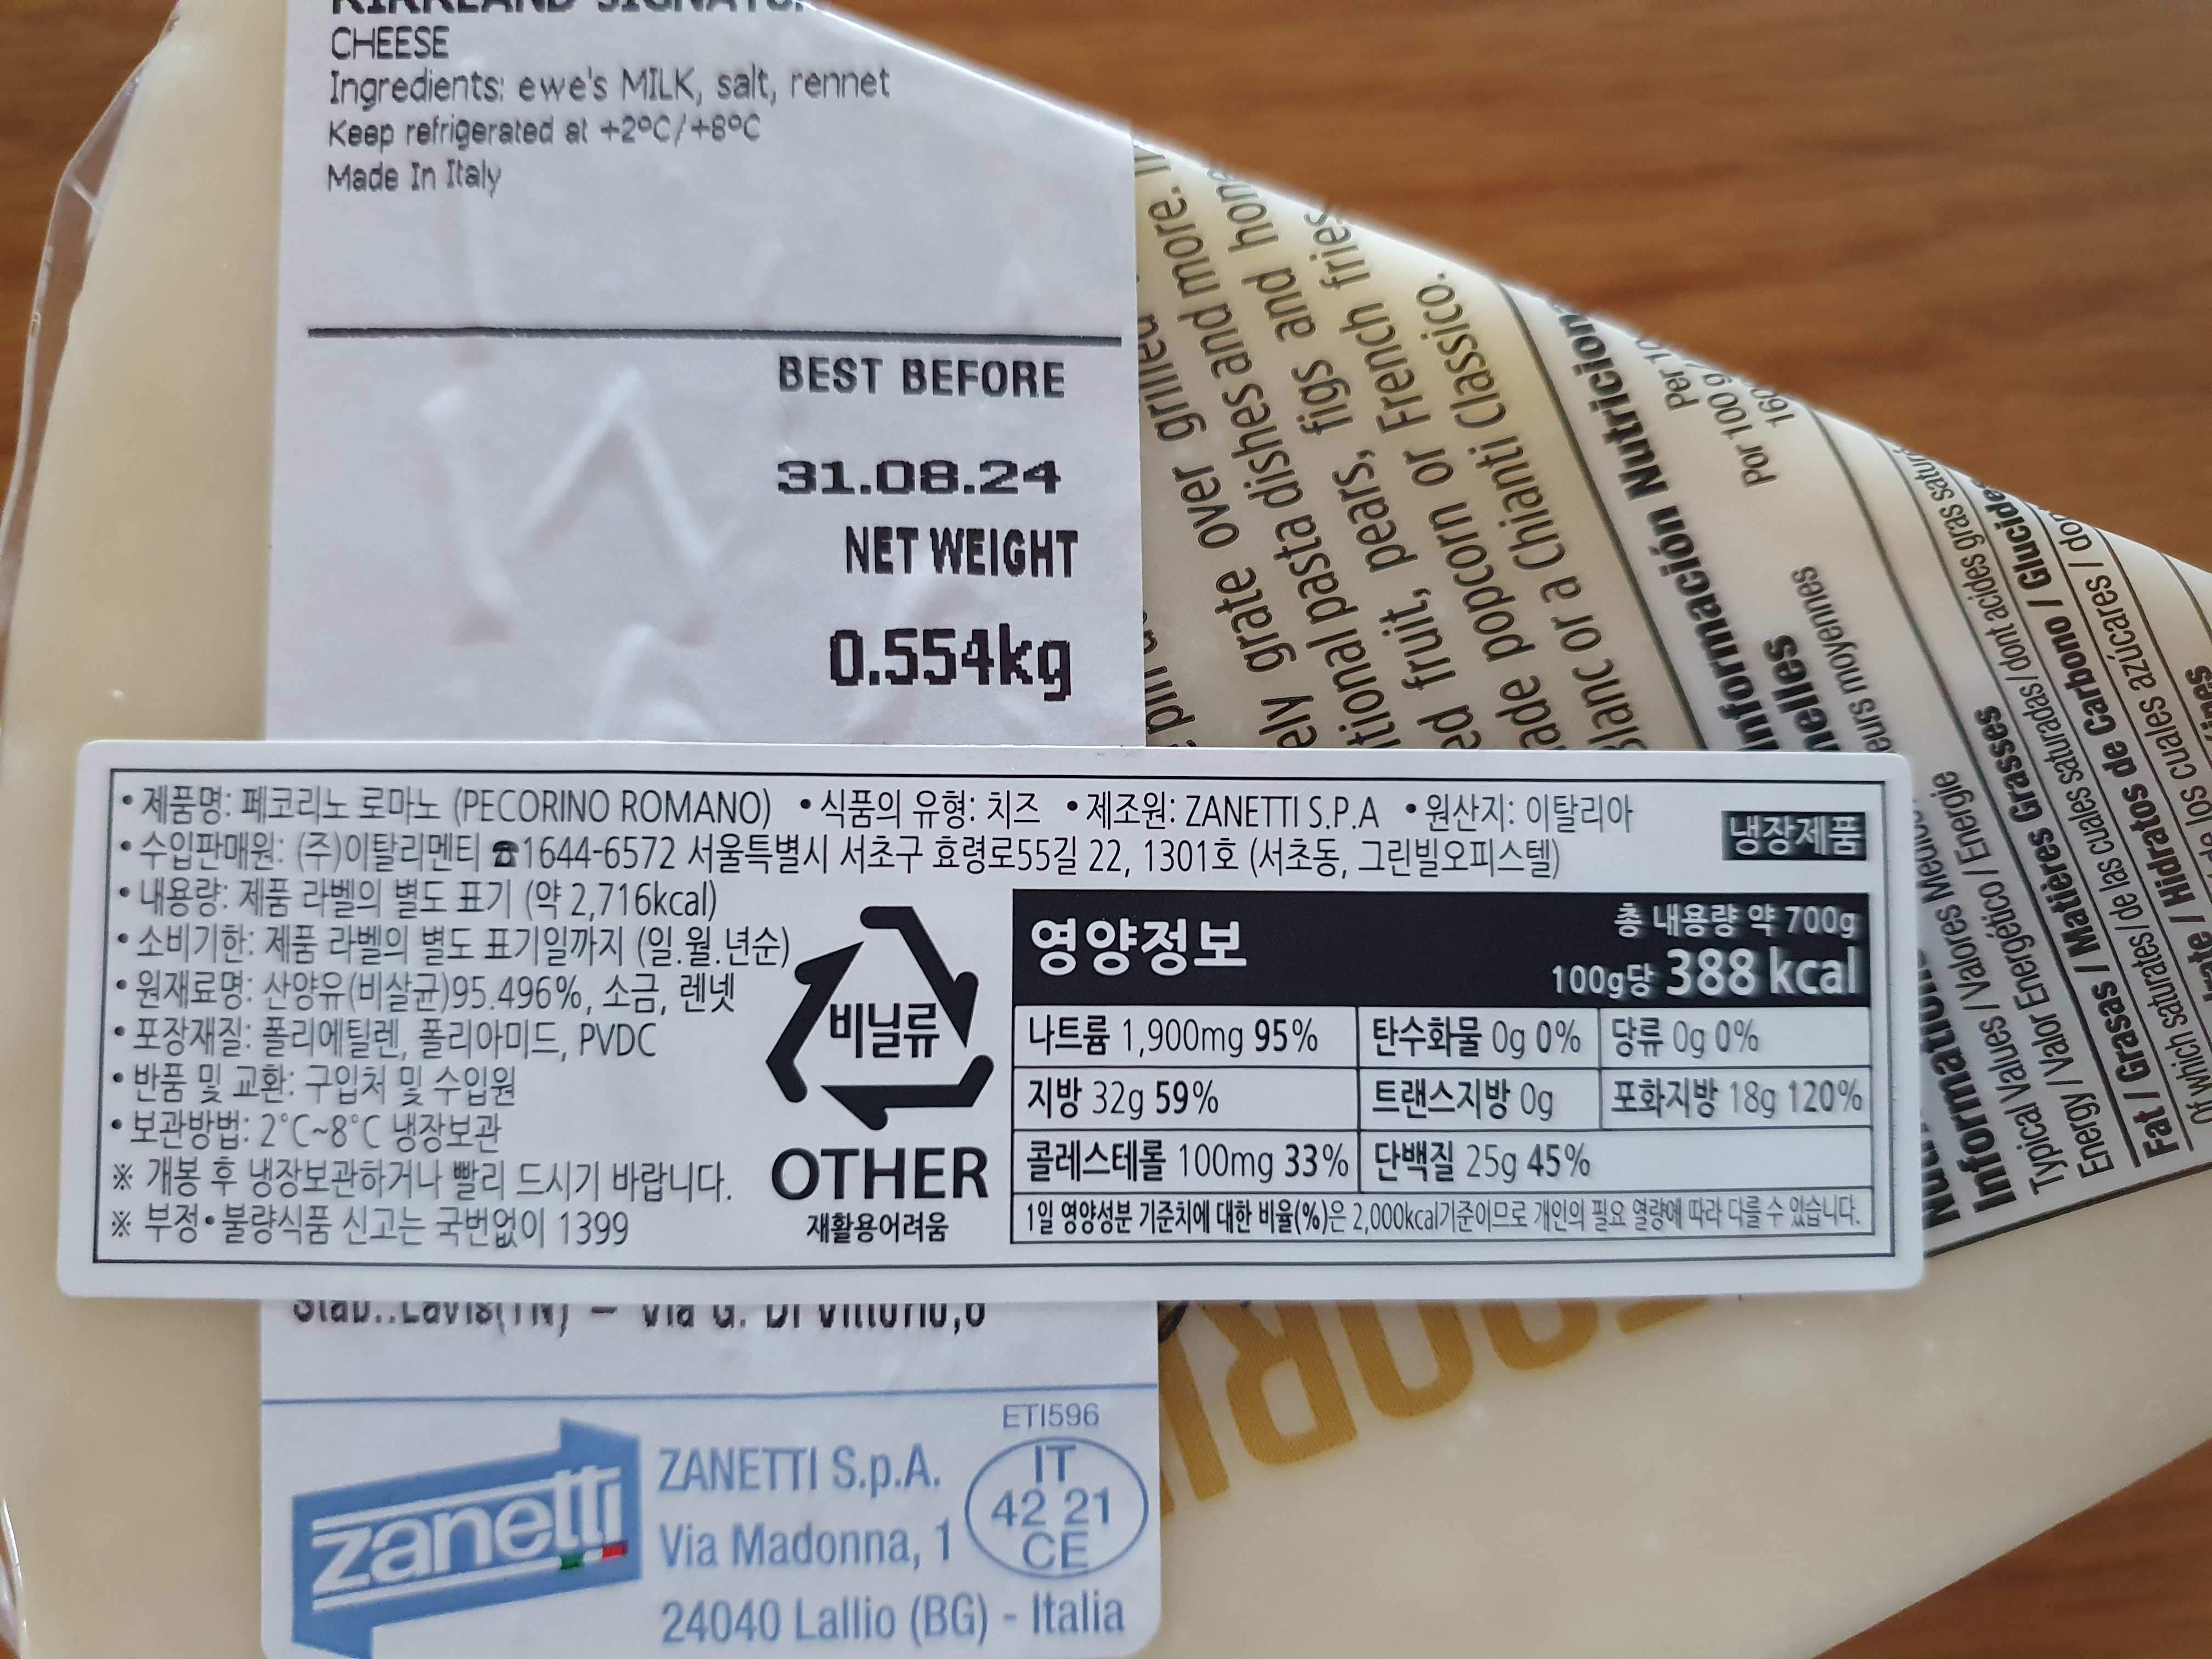 KIRKLAND SIGNATU
CHEESE
Ingredients: ewe's MILK, salt, rennet
Keep refrigerated at +2°C/+8°C
Made In Italy
BEST BEFORE
31.08.24
NET WEIGHT
0.554kg
• 제품명: 페코리노 로마노 (PECORINO ROMANO) • 식품의 유형: 치즈 • 제조원: ZANETTI S.P.A • 원산지: 이탈리아
냉장제품
• 수입판매원: (주)이탈리멘티 ☎1644-6572 서울특별시 서초구 효령로55길 22, 1301호 (서초동, 그린빌오피스텔)
• 내용량: 제품 라벨의 별도 표기 (약 2,716kcal)
• 소비기한: 제품 라벨의 별도 표기일까지 (일.월.년순)
• 원재료명: 산양유(비살균)95.496%, 소금, 렌넷
• 포장재질: 폴리에틸렌, 폴리아미드, PVDC
• 반품 및 교환: 구입처 및 수입원
• 보관방법: 2°C~8°C 냉장보관
※ 개봉 후 냉장보관하거나 빨리 드시기 바랍니다.
※ 부정•불량식품 신고는 국번없이 1399
비닐류
OTHER
재활용어려움
영양정보
총 내용량 약 700g
100g당 388 kcal
나트륨 1,900mg 95% 탄수화물 0g 0% 당류 0g 0%
지방 32g 59% 트랜스지방 0g 포화지방 18g 120%
콜레스테롤 100mg 33% 단백질 25g 45%
1일 영양성분 기준치에 대한 비율(%)은 2,000kcal기준이므로 개인의 필요 열량에 따라 다를 수 있습니다.
Stab.:Lavis(TN) – Via G. Di Vittorio,6
zanetti
ZANETTI S.p.A.
Via Madonna, 1
24040 Lallio (BG) - Italia
ETI596
IT
42 21
CE
grate over grilled
pasta dishes and more.
fruit, pears, figs and
popcorn or French fries
or a Chianti Classico.
Información
Por 100 g
Typical Values / Valores
Energy / Valor Energético / Energie
Fat / Grasas / Matières Grasses
of which saturates / de las cuales saturadas / dont acides gras
/ Hidratos de Carbono / Glucides
los cuales azúcares /